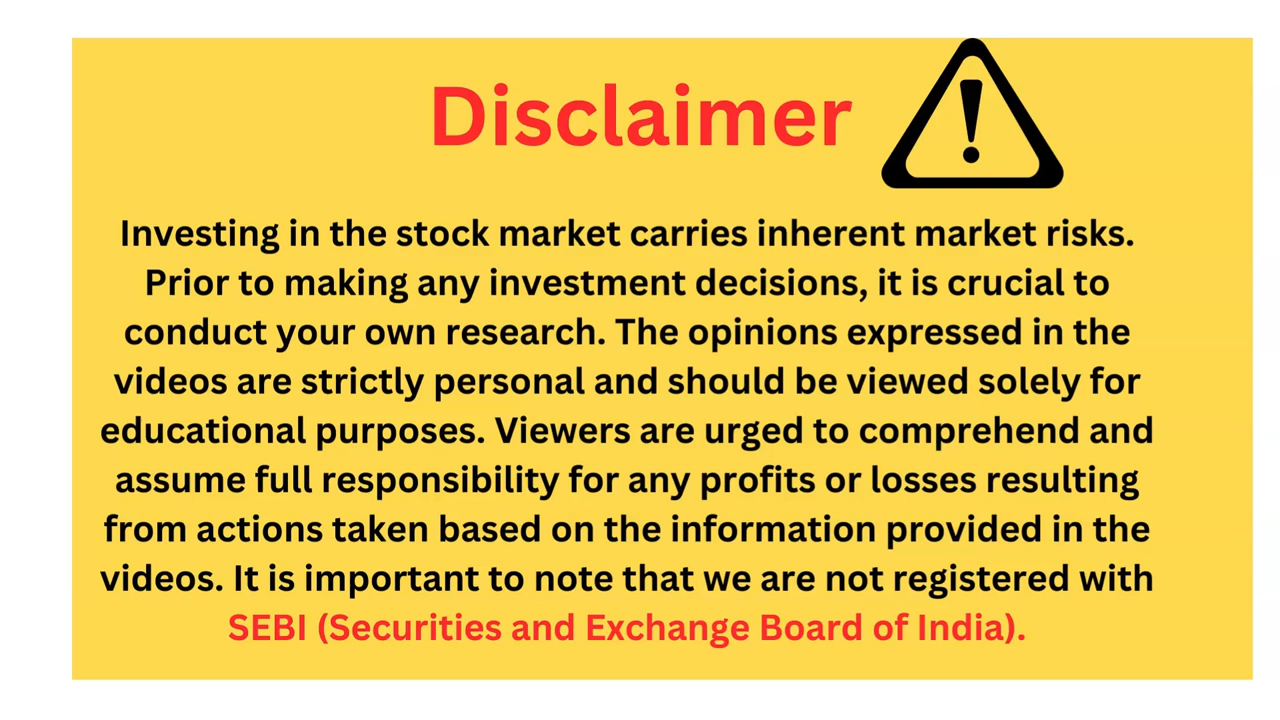 Disclaimer
Investing in the stock market carries inherent market risks.
Prior to making any investment decisions, it is crucial to
conduct your own research. The opinions expressed in the
videos are strictly personal and should be viewed solely for
educational purposes. Viewers are urged to comprehend and
assume full responsibility for any profits or losses resulting
from actions taken based on the information provided in the
videos. It is important to note that we are not registered with
SEBI (Securities and Exchange Board of India).